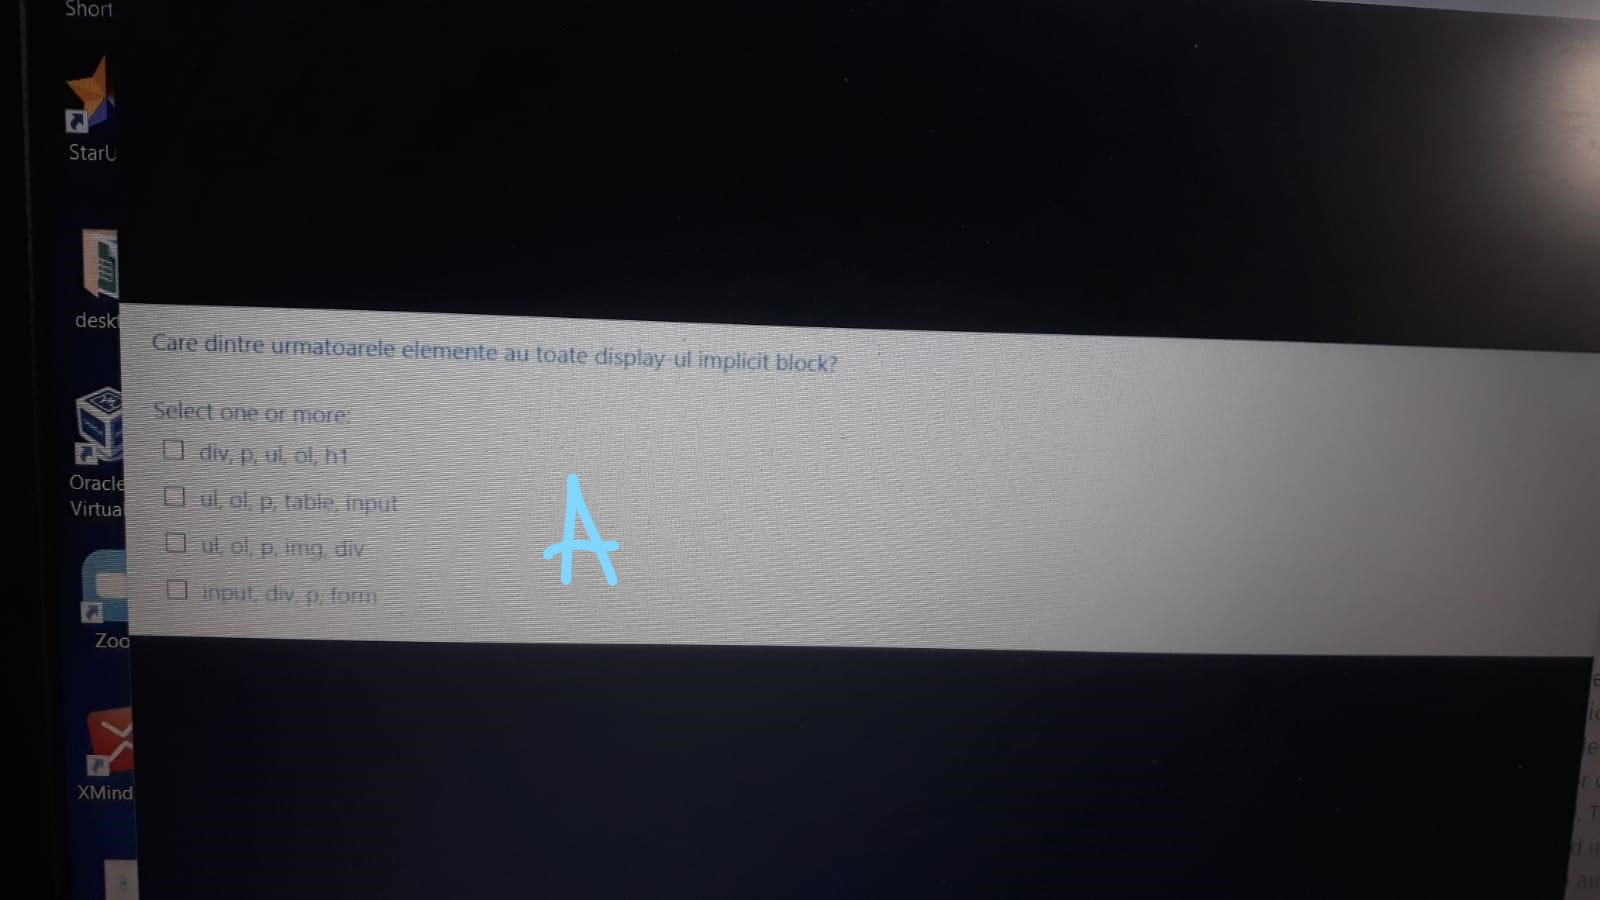 Short
StarU
deskt
Oracle
Virtua
Zoo
XMind
Care dintre urmatoarele elemente au toate display-ul implicit block?
Select one or more:
div, p, ul, ol, h1
ul, ol, p, table, input
ul, ol, p, img, div
input, div, p, form
A